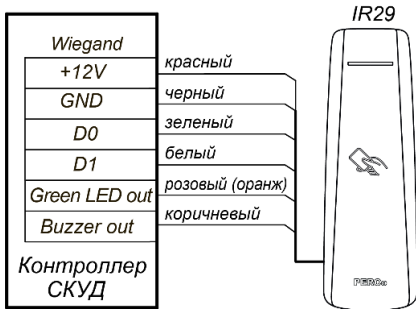 IR29
Wiegand
+12V
красный
GND
черный
D0
зеленый
D1
белый
Green LED out
розовый (оранж)
Buzzer out
коричневый
Контроллер
СКУД
PERCo